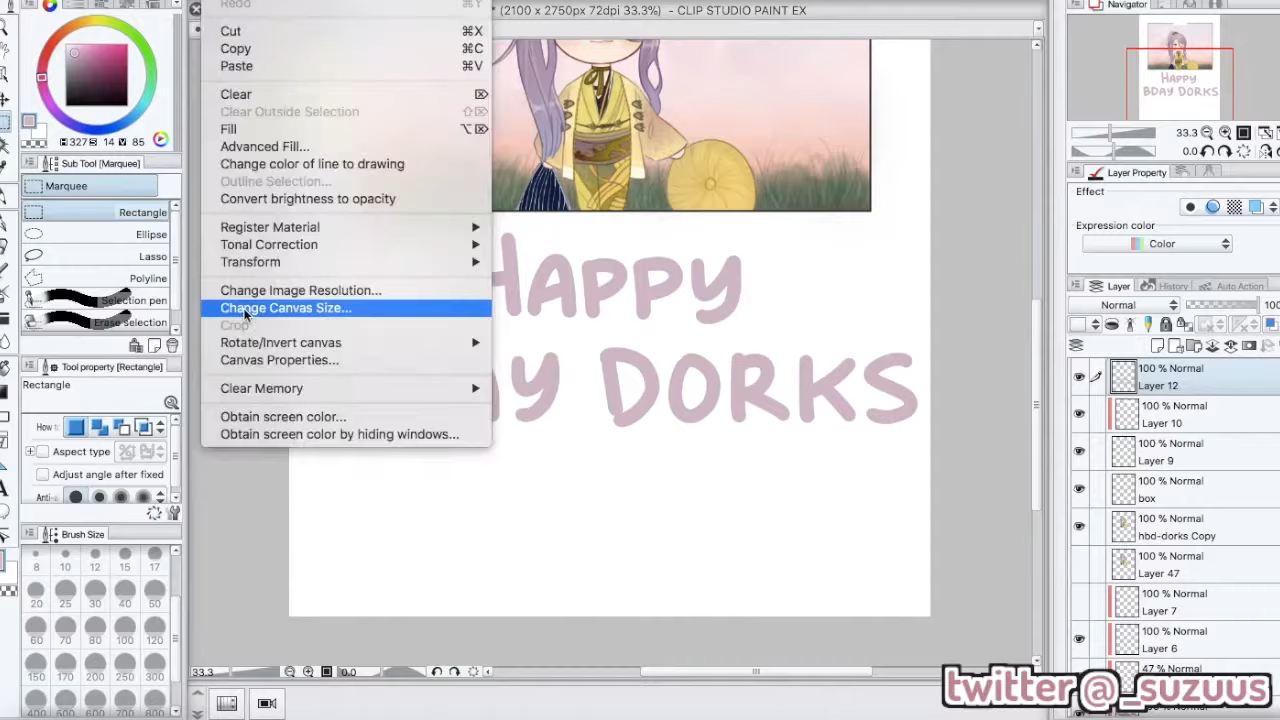 (2100 x 2750px 72dpi 33.3%) - CLIP STUDIO PAINT EX
Redo ⌘Y
Cut ⌘X
Copy ⌘C
Paste ⌘V
Clear
Clear Outside Selection
Fill
Advanced Fill...
Change color of line to drawing
Outline Selection...
Convert brightness to opacity
Register Material
Tonal Correction
Transform
Change Image Resolution...
Change Canvas Size...
Crop
Rotate/Invert canvas
Canvas Properties...
Clear Memory
Obtain screen color...
Obtain screen color by hiding windows...
H 327 S 14 V 85
Sub Tool [Marquee]
Marquee
Rectangle
Ellipse
Lasso
Polyline
Selection pen
Erase selection
Tool property [Rectangle]
Rectangle
Aspect type
Adjust angle after fixed
Anti-
Brush Size
8 10 12 15 17
20 25 30 40 50
60 70 80 100 120
150 170 200 250 300
400 500 600 700 800
HAPPY
AY DORKS
33.3 0.0
Navigator
HAPPY
BDAY DORKS
33.3
0.0
Layer Property
Effect
Expression color
Color
Layer History Auto Action
Normal 100
100 % Normal
Layer 12
100 % Normal
Layer 10
100 % Normal
Layer 9
100 % Normal
box
100 % Normal
hbd-dorks Copy
100 % Normal
Layer 47
100 % Normal
Layer 7
100 % Normal
Layer 6
47 % Normal
twitter @_suzuus